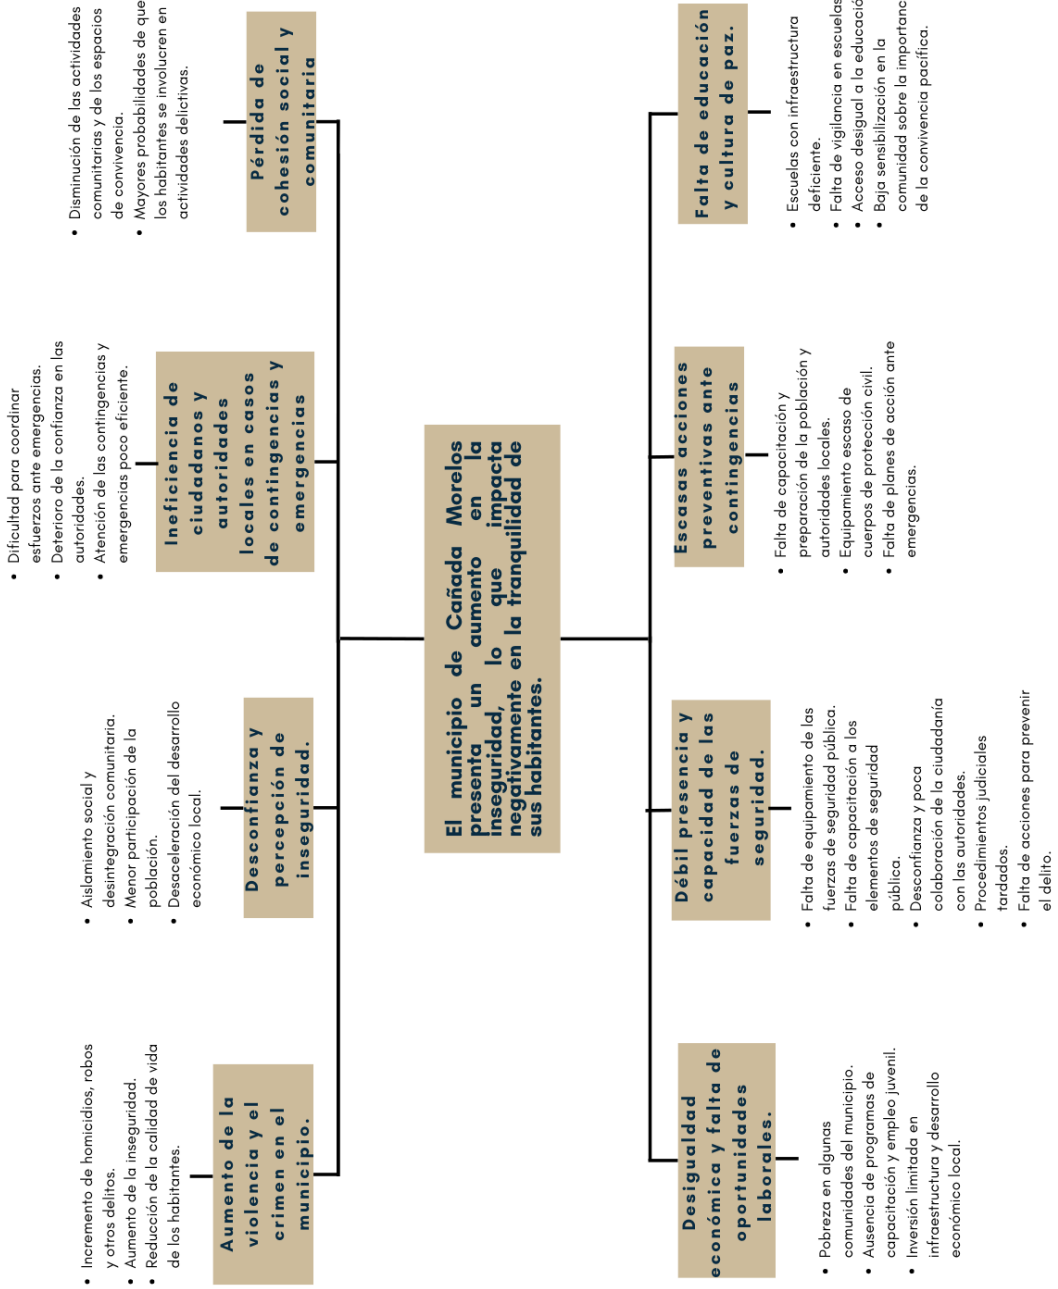 • Incremento de homicidios, robos
y otros delitos.
• Aumento de la inseguridad.
• Reducción de la calidad de vida
de los habitantes.
Aumento de la
violencia y el
crimen en el
municipio.
• Aislamiento social y
desintegración comunitaria.
• Menor participación de la
población.
• Desaceleración del desarrollo
económico local.
Desconfianza y
percepción de
inseguridad.
• Dificultad para coordinar
esfuerzos ante emergencias.
• Deterioro de la confianza en las
autoridades.
• Atención de las contingencias y
emergencias poco eficiente.
Ineficiencia de
ciudadanos y
autoridades
locales en casos
de contingencias y
emergencias
• Disminución de las actividades
comunitarias y de los espacios
de convivencia.
• Mayores probabilidades de que
los habitantes se involucren en
actividades delictivas.
Pérdida de
cohesión social y
comunitaria
El municipio de Cañada Morelos
presenta un aumento en la
inseguridad, lo que impacta
negativamente en la tranquilidad de
sus habitantes.
Desigualdad
económica y falta de
oportunidades
laborales.
• Pobreza en algunas
comunidades del municipio.
• Ausencia de programas de
capacitación y empleo juvenil.
• Inversión limitada en
infraestructura y desarrollo
económico local.
Débil presencia y
capacidad de las
fuerzas de
seguridad.
• Falta de equipamiento de las
fuerzas de seguridad pública.
• Falta de capacitación a los
elementos de seguridad
pública.
• Desconfianza y poca
colaboración de la ciudadanía
con las autoridades.
• Procedimientos judiciales
tardados.
• Falta de acciones para prevenir
el delito.
Escasas acciones
preventivas ante
contingencias
• Falta de capacitación y
preparación de la población y
autoridades locales.
• Equipamiento escaso de
cuerpos de protección civil.
• Falta de planes de acción ante
emergencias.
Falta de educación
y cultura de paz.
• Escuelas con infraestructura
deficiente.
• Falta de vigilancia en escuelas
• Acceso desigual a la educació
• Baja sensibilización en la
comunidad sobre la importanc
de la convivencia pacífica.